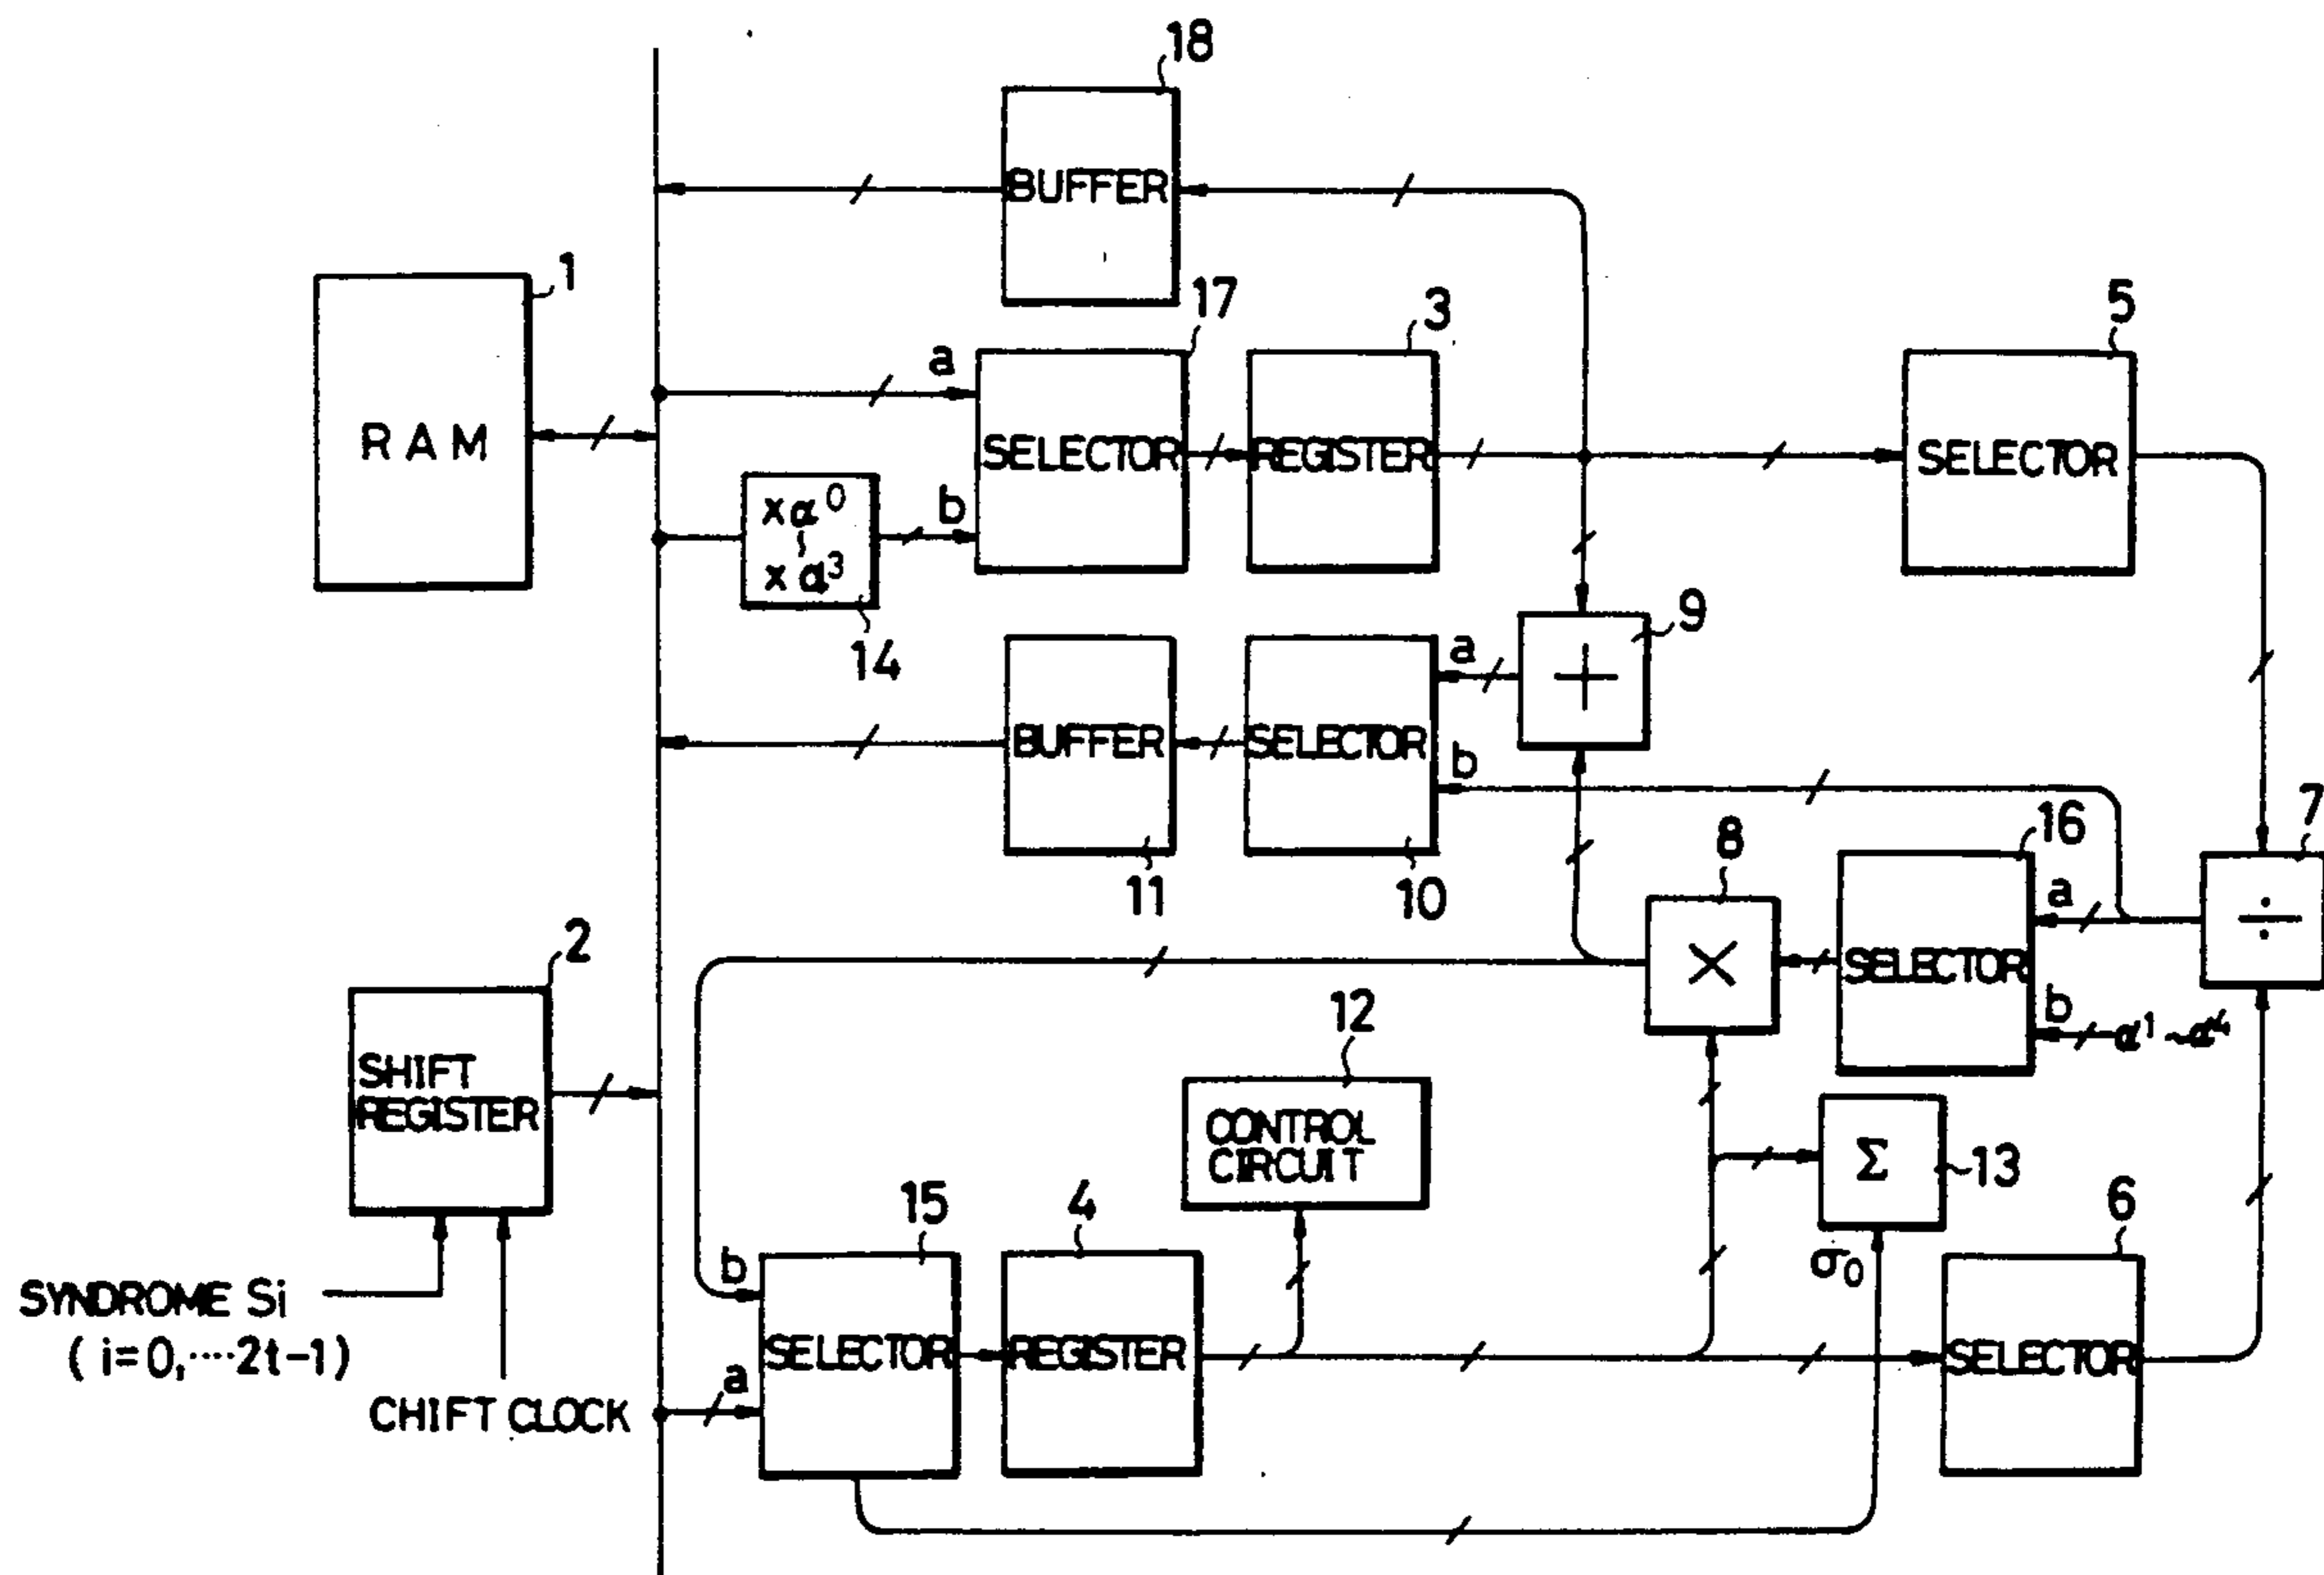 18
BUFFER
1
RAM
17
3
5
a
SELECTOR
REGISTER
SELECTOR
b
xα⁰
~
xα³
14
9
+
a
BUFFER
SELECTOR
b
11
10
8
×
16
a
SELECTOR
b
α¹~α⁴
7
÷
2
SHIFT
REGISTER
12
CONTROL
CIRCUIT
Σ
13
σ₀
6
SELECTOR
15
4
b
SELECTOR
REGISTER
a
SYNDROME Si
(i=0,····2t-1)
CHIFT CLOCK